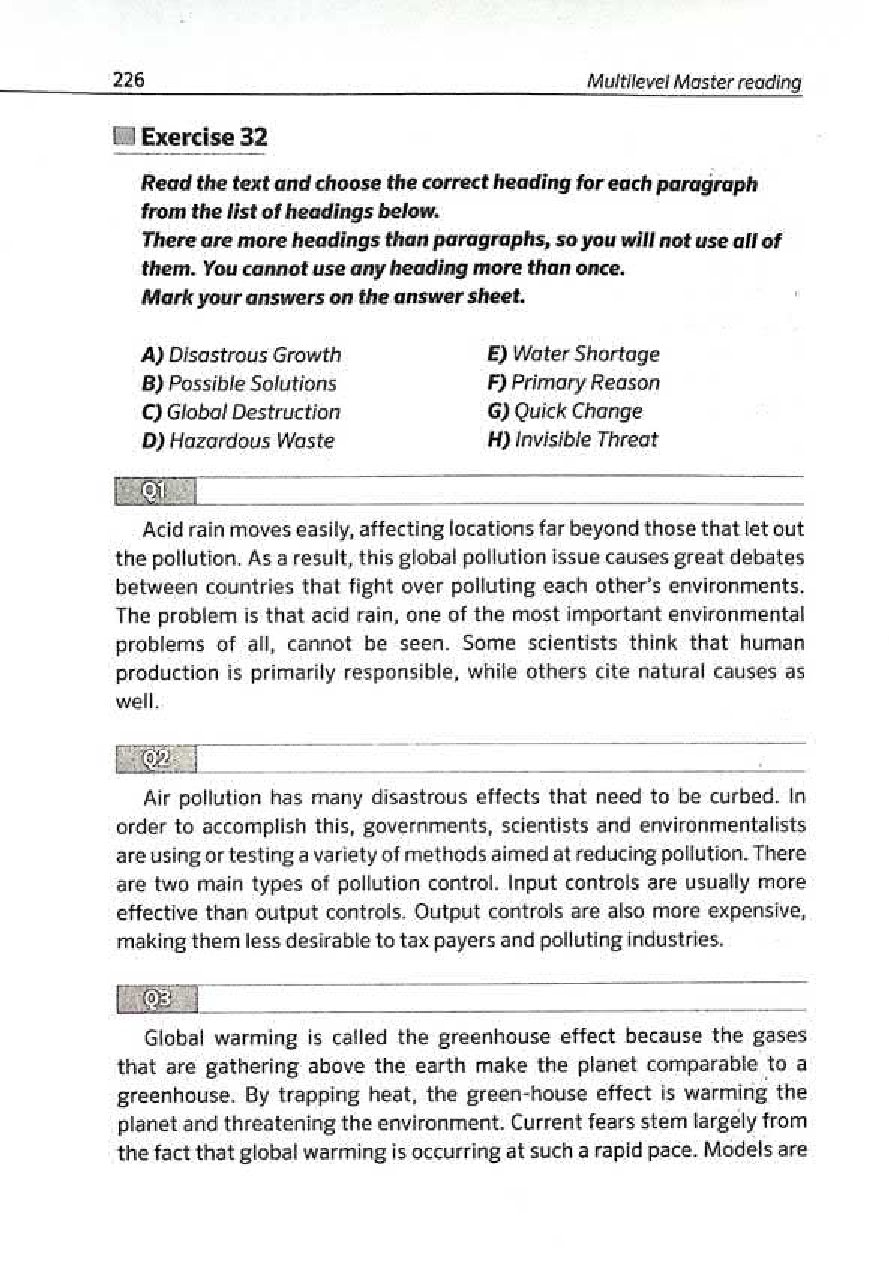 226
Multilevel Master reading
Exercise 32
Read the text and choose the correct heading for each paragraph
from the list of headings below.
There are more headings than paragraphs, so you will not use all of
them. You cannot use any heading more than once.
Mark your answers on the answer sheet.
A) Disastrous Growth
B) Possible Solutions
C) Global Destruction
D) Hazardous Waste
E) Water Shortage
F) Primary Reason
G) Quick Change
H) Invisible Threat
Q1
Acid rain moves easily, affecting locations far beyond those that let out
the pollution. As a result, this global pollution issue causes great debates
between countries that fight over polluting each other's environments.
The problem is that acid rain, one of the most important environmental
problems of all, cannot be seen. Some scientists think that human
production is primarily responsible, while others cite natural causes as
well.
Q2
Air pollution has many disastrous effects that need to be curbed. In
order to accomplish this, governments, scientists and environmentalists
are using or testing a variety of methods aimed at reducing pollution. There
are two main types of pollution control. Input controls are usually more
effective than output controls. Output controls are also more expensive,
making them less desirable to tax payers and polluting industries.
Q3
Global warming is called the greenhouse effect because the gases
that are gathering above the earth make the planet comparable to a
greenhouse. By trapping heat, the green-house effect is warming the
planet and threatening the environment. Current fears stem largely from
the fact that global warming is occurring at such a rapid pace. Models are